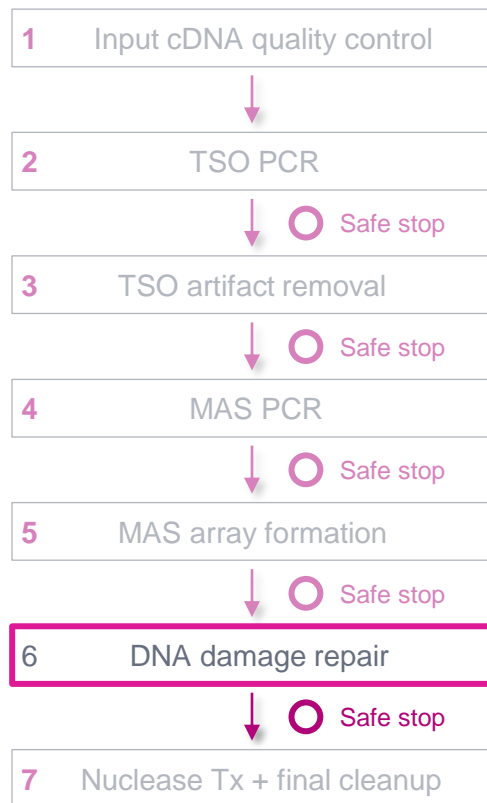 1 Input cDNA quality control
2 TSO PCR
Safe stop
3 TSO artifact removal
Safe stop
4 MAS PCR
Safe stop
5 MAS array formation
Safe stop
6 DNA damage repair
Safe stop
7 Nuclease Tx + final cleanup